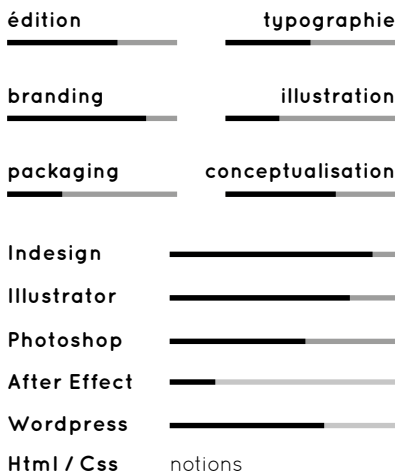 édition typographie
branding illustration
packaging conceptualisation
Indesign
Illustrator
Photoshop
After Effect
Wordpress
Html / Css notions